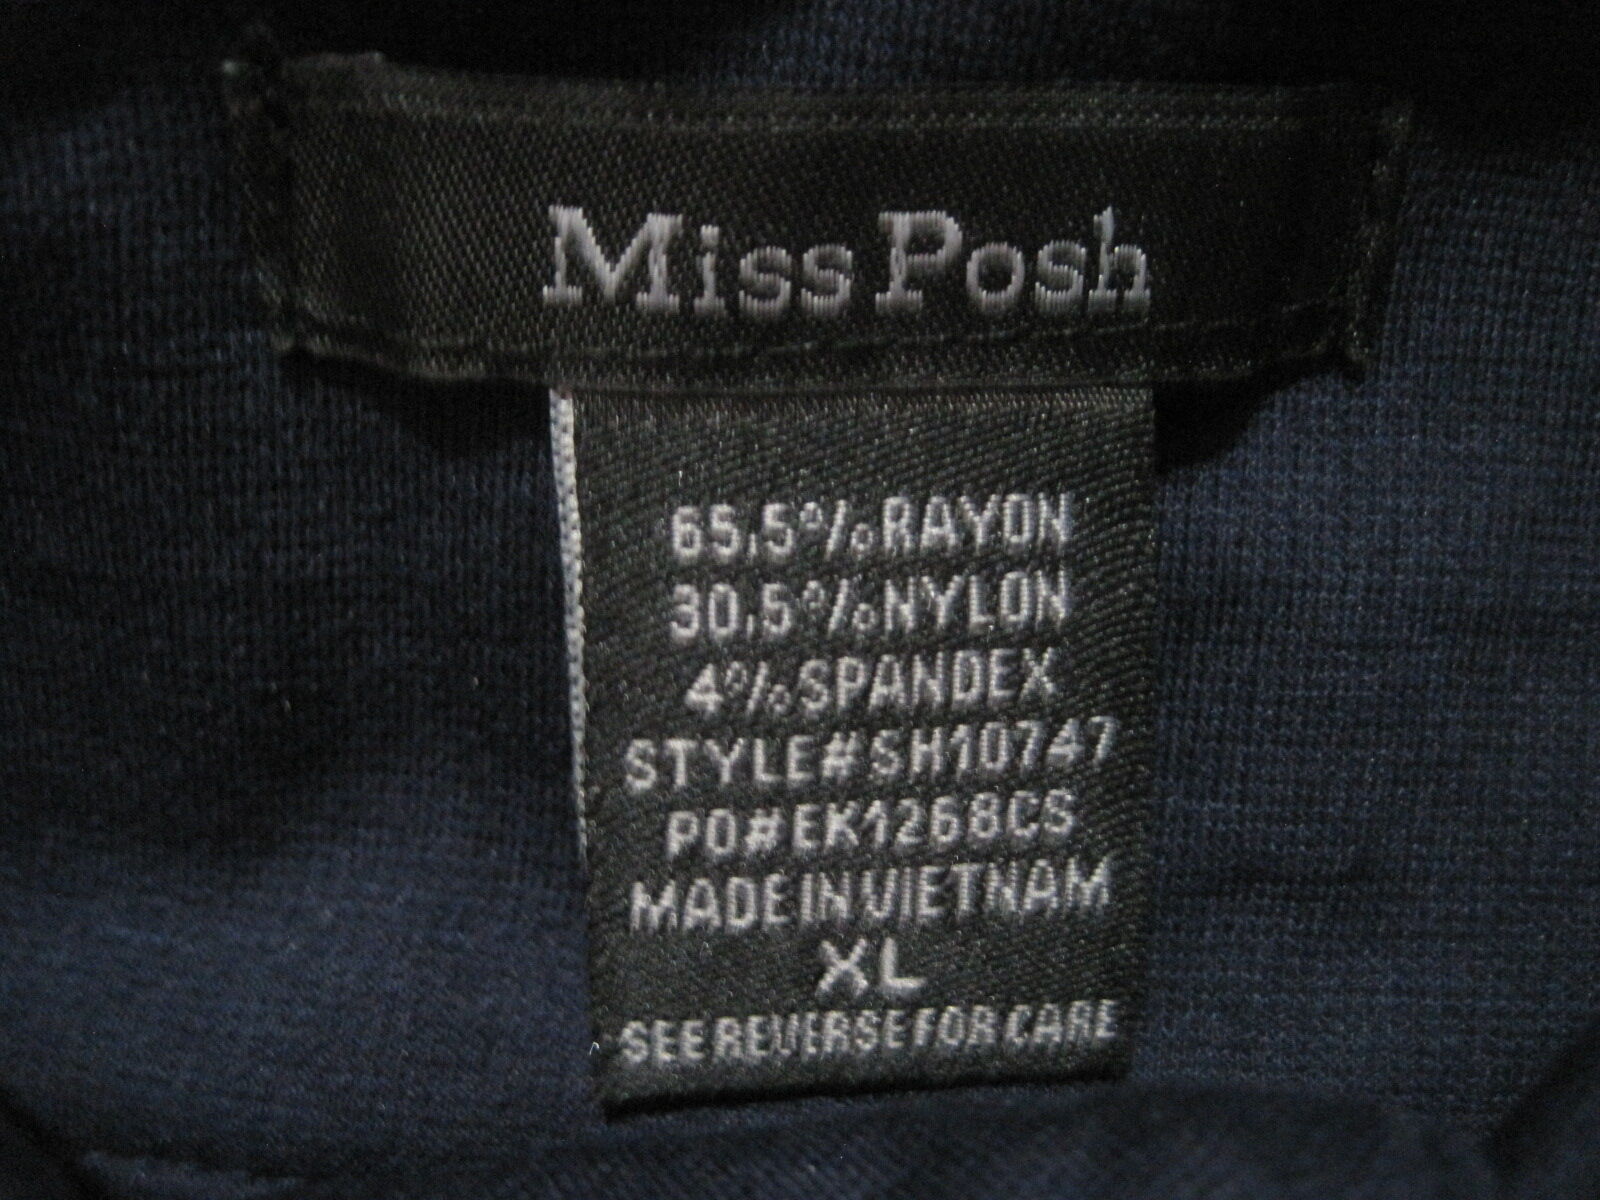 Miss Posh
65.5%RAYON
30.5%NYLON
4%SPANDEX
STYLE#SH10747
PO#EK1268CS
MADE IN VIETNAM
XL
SEE REVERSE FOR CARE